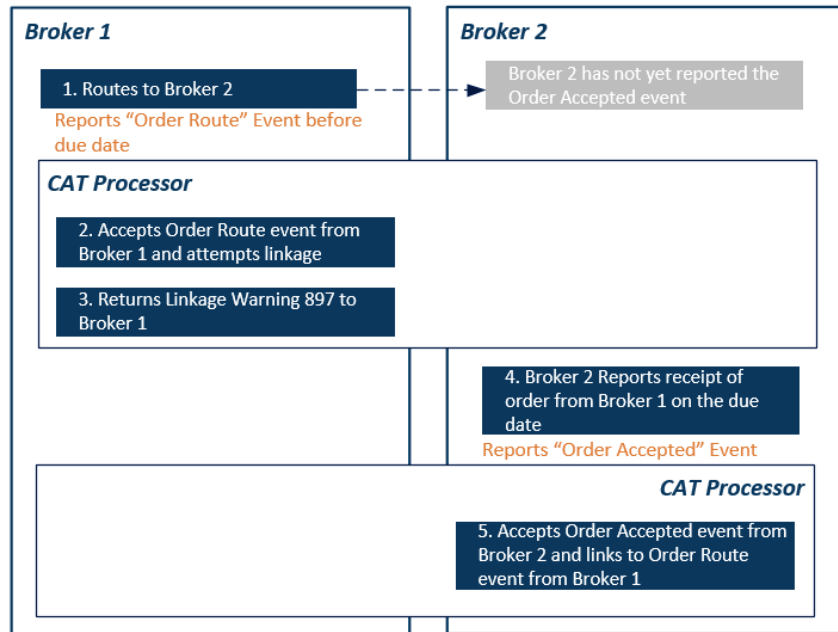 Broker 1
Broker 2
1. Routes to Broker 2
Broker 2 has not yet reported the
Order Accepted event
Reports “Order Route” Event before
due date
CAT Processor
2. Accepts Order Route event from
Broker 1 and attempts linkage
3. Returns Linkage Warning 897 to
Broker 1
4. Broker 2 Reports receipt of
order from Broker 1 on the due
date
Reports “Order Accepted” Event
CAT Processor
5. Accepts Order Accepted event from
Broker 2 and links to Order Route
event from Broker 1